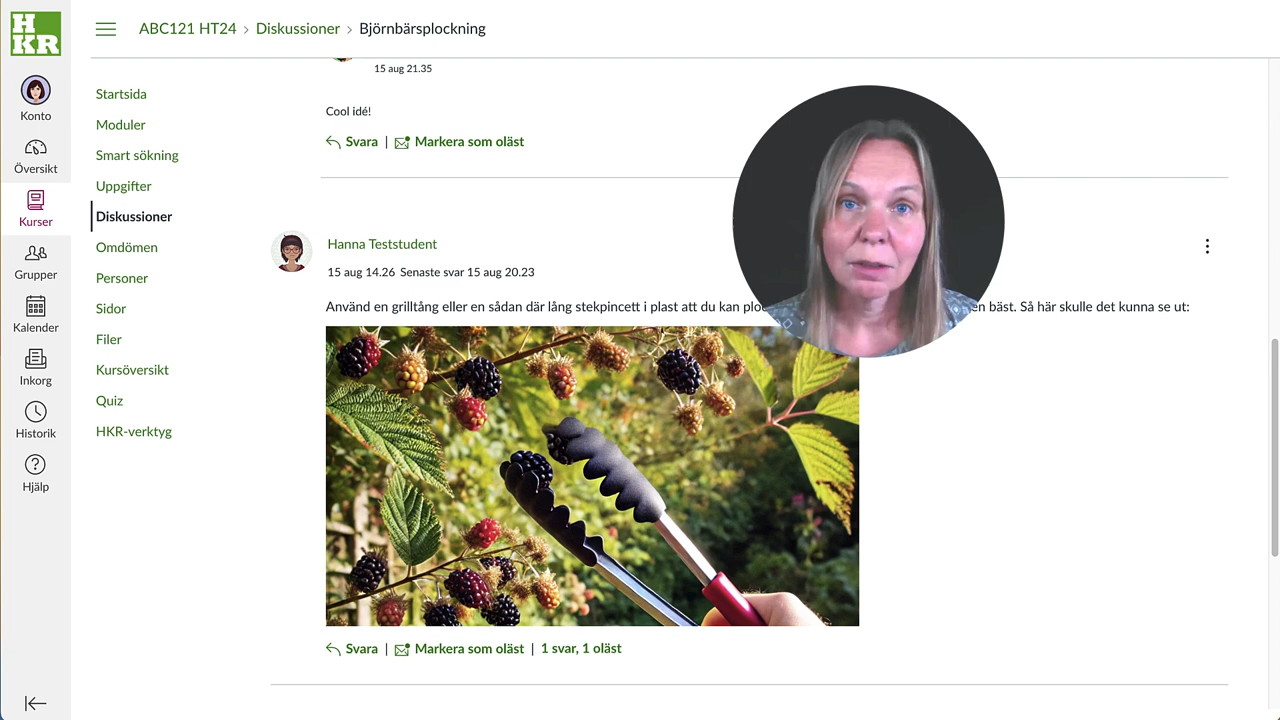 HKR
ABC121 HT24 > Diskussioner > Björnbärsplockning
Konto
Översikt
Kurser
Grupper
Kalender
Inkorg
Historik
Hjälp
Startsida
Moduler
Smart sökning
Uppgifter
Diskussioner
Omdömen
Personer
Sidor
Filer
Kursöversikt
Quiz
HKR-verktyg
15 aug 21.35
Cool idé!
Svara | Markera som oläst
Hanna Teststudent
15 aug 14.26 Senaste svar 15 aug 20.23
Använd en grilltång eller en sådan där lång stekpincett i plast att du kan bäst. Så här skulle det kunna se ut:
Svara | Markera som oläst | 1 svar, 1 oläst